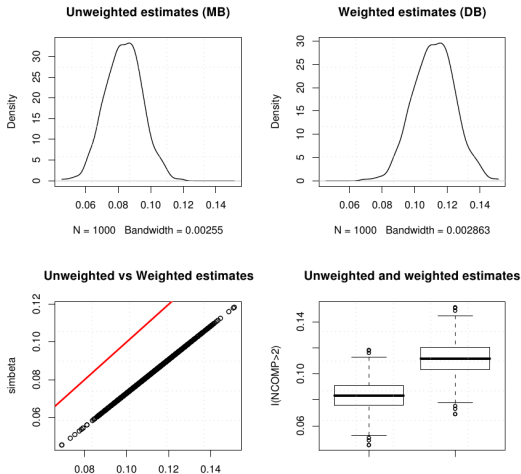 Unweighted estimates (MB)
Density
0 5 10 15 20 25 30
0.06 0.08 0.10 0.12 0.14
N = 1000 Bandwidth = 0.00255
Weighted estimates (DB)
Density
0 5 10 15 20 25 30
0.06 0.08 0.10 0.12 0.14
N = 1000 Bandwidth = 0.002863
Unweighted vs Weighted estimates
simbeta
0.06 0.08 0.10 0.12
0.08 0.10 0.12 0.14
Unweighted and weighted estimates
I(NCOMP>2)
0.06 0.10 0.14